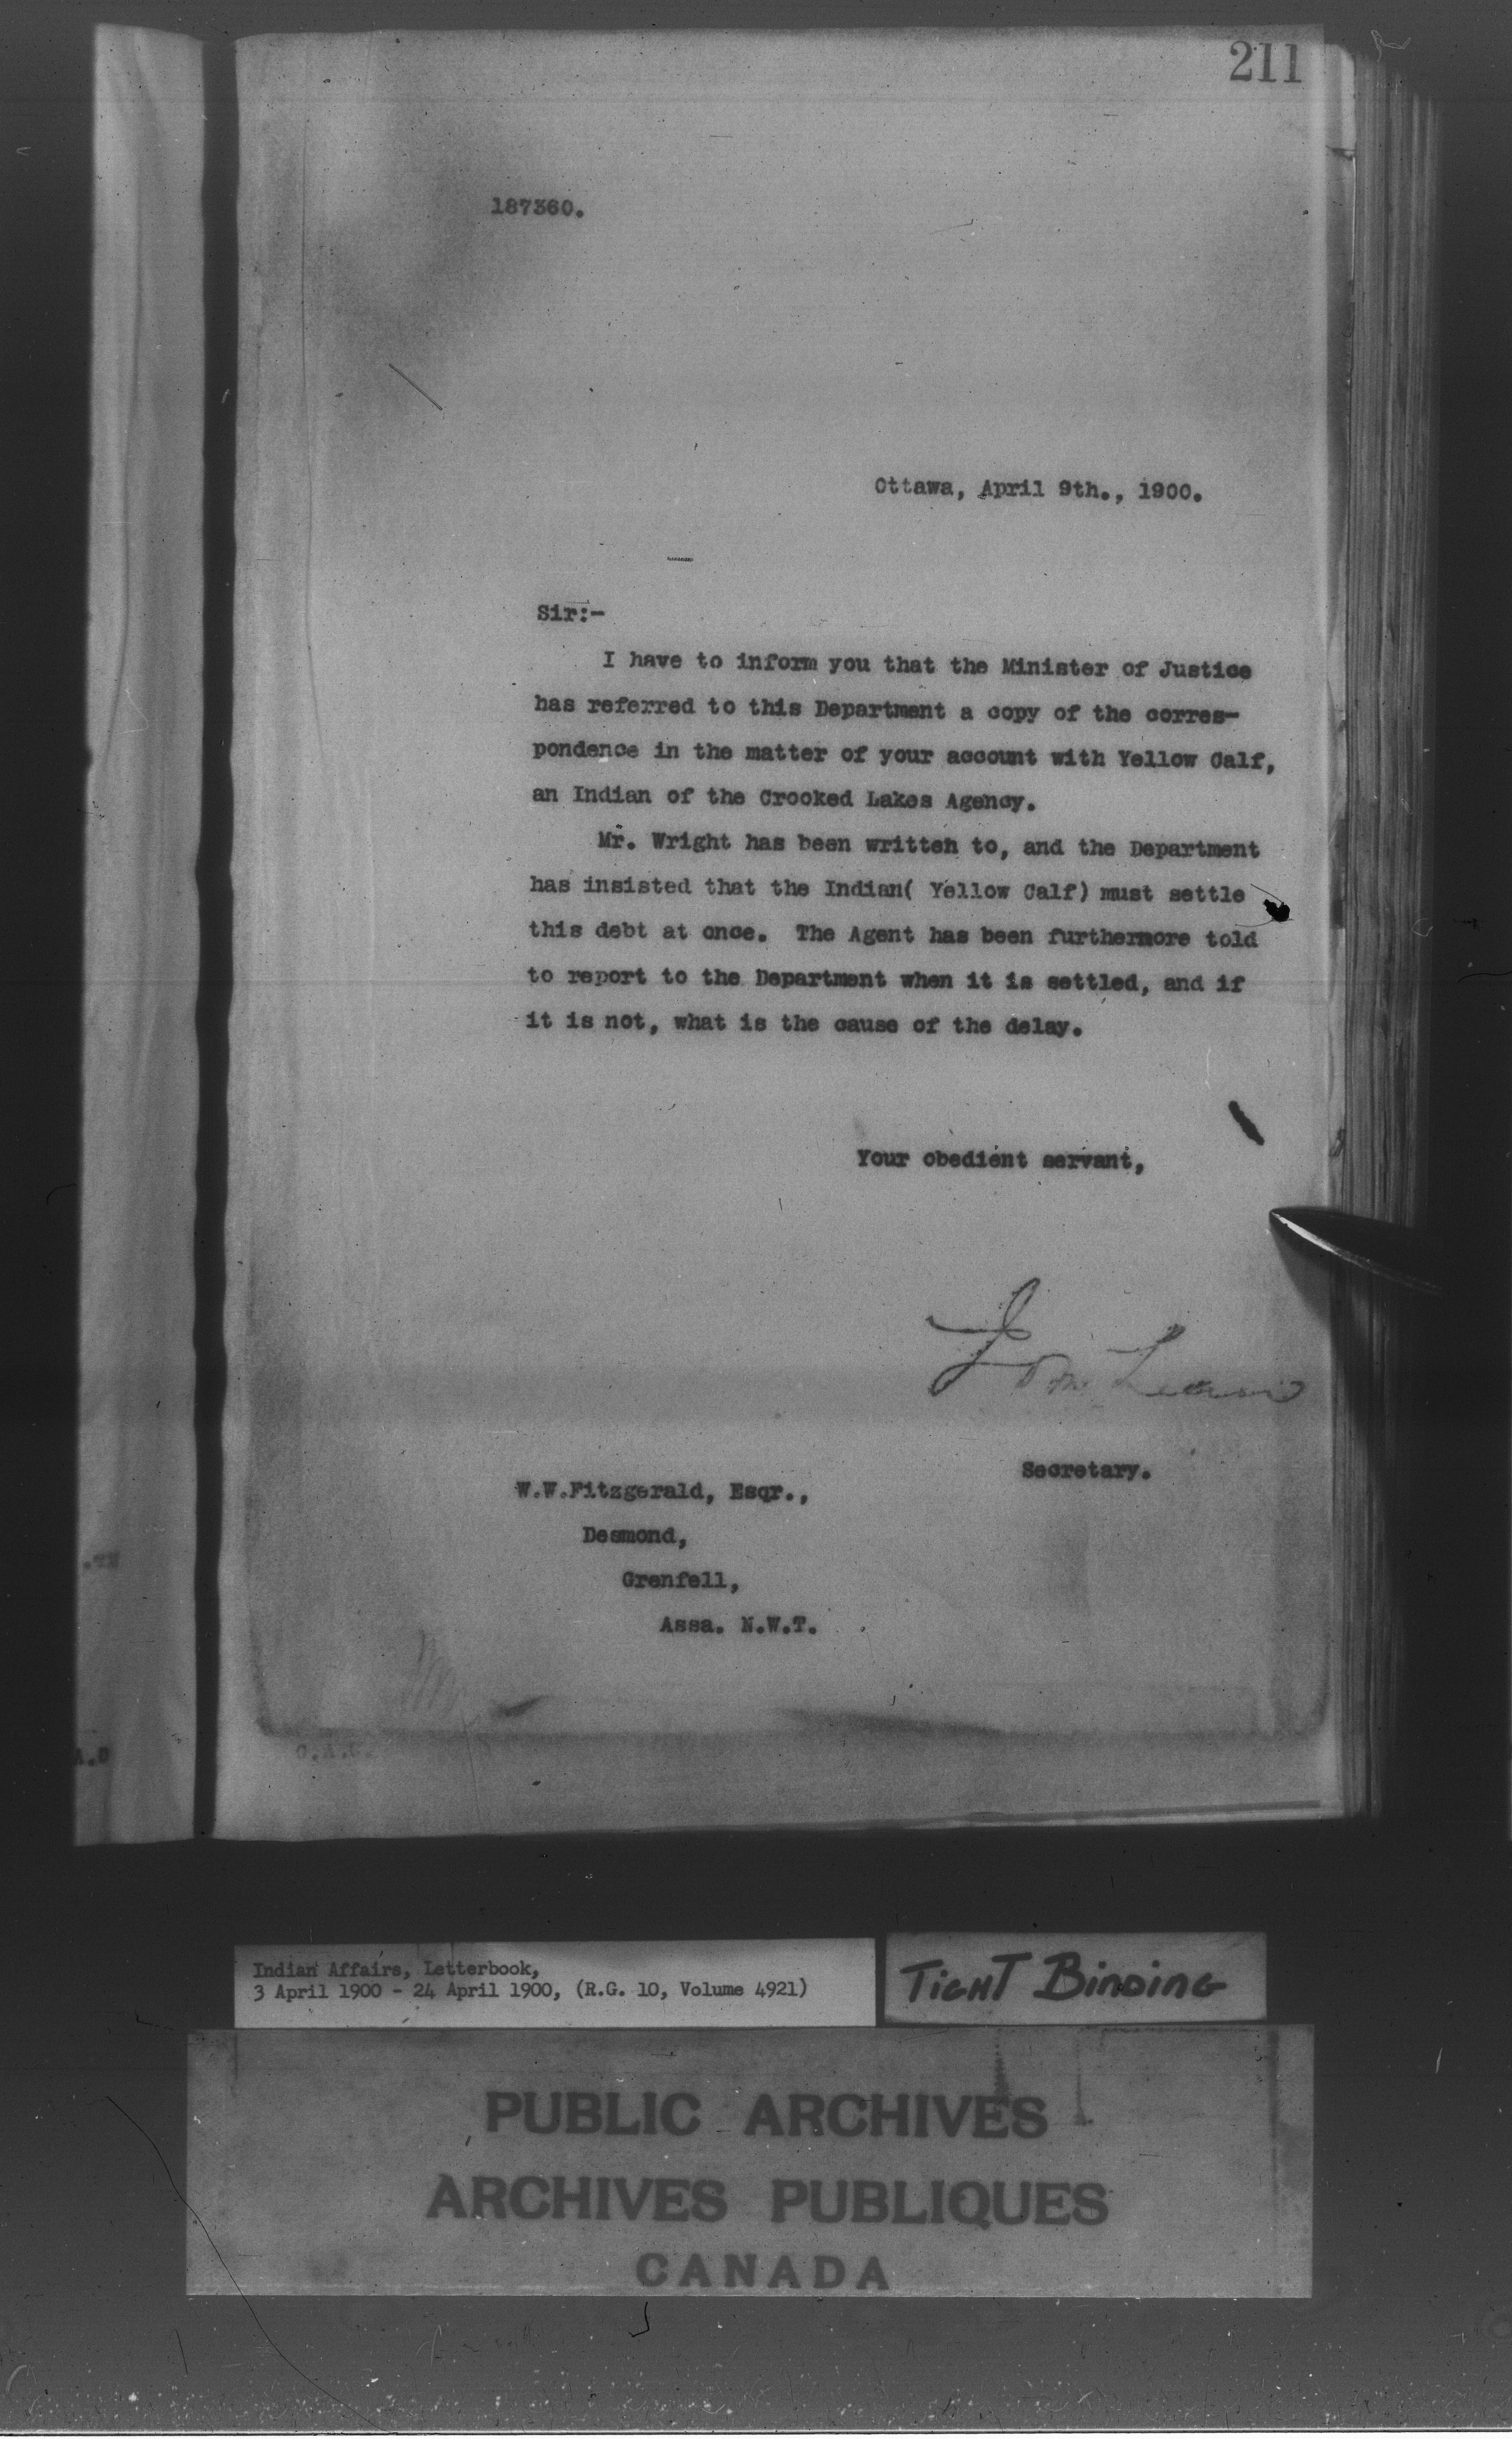 211
187360.
Ottawa, April 9th., 1900.
Sir:-
I have to inform you that the Minister of Justice
has referred to this Department a copy of the corres-
pondence in the matter of your account with Yellow Calf,
an Indian of the Crooked Lakes Agency.
Mr. Wright has been written to, and the Department
has insisted that the Indian( Yellow Calf) must settle
this debt at once. The Agent has been furthermore told
to report to the Department when it is settled, and if
it is not, what is the cause of the delay.
Your obedient servant,
Secretary.
W.W.Fitzgerald, Esqr.,
Desmond,
Grenfell,
Assa. N.W.T.
Indian Affairs, Letterbook,
3 April 1900 - 24 April 1900, (R.G. 10, Volume 4921)
TIGHT BINDING
PUBLIC ARCHIVES
ARCHIVES PUBLIQUES
CANADA